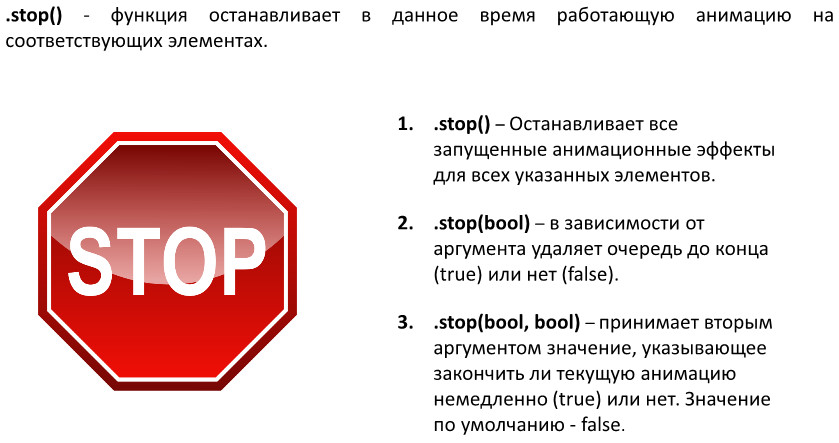 .stop() - функция останавливает в данное время работающую анимацию на
соответствующих элементах.
STOP
1. .stop() – Останавливает все
запущенные анимационные эффекты
для всех указанных элементов.
2. .stop(bool) – в зависимости от
аргумента удаляет очередь до конца
(true) или нет (false).
3. .stop(bool, bool) – принимает вторым
аргументом значение, указывающее
закончить ли текущую анимацию
немедленно (true) или нет. Значение
по умолчанию - false.